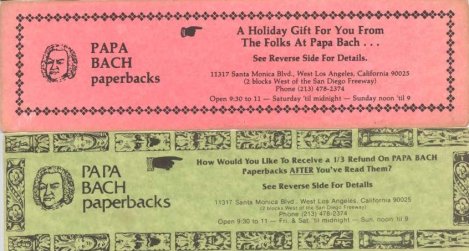 PAPA
BACH
paperbacks
A Holiday Gift For You From
The Folks At Papa Bach . . .
See Reverse Side For Details.
11317 Santa Monica Blvd., West Los Angeles, California 90025
(2 blocks West of the San Diego Freeway)
Phone (213) 478-2374
Open 9:30 to 11 — Saturday 'til midnight — Sunday noon 'til 9
PAPA
BACH
paperbacks
How Would You Like To Receive a 1/3 Refund On PAPA BACH
Paperbacks AFTER You've Read Them?
See Reverse Side For Details
11317 Santa Monica Blvd., West Los Angeles, California 90025
(2 blocks West of the San Diego Freeway)
Phone (213) 478-2374
Open 9:30 to 11 — Fri. & Sat. 'til midnight — Sun. noon 'til 9